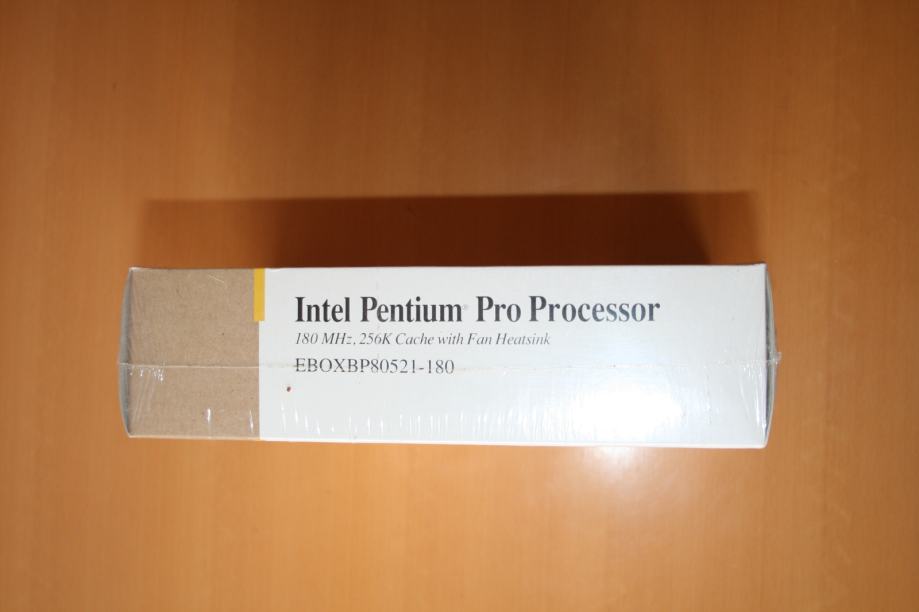 Intel Pentium® Pro Processor
180 MHz, 256K Cache with Fan Heatsink
EBOXBP80521-180